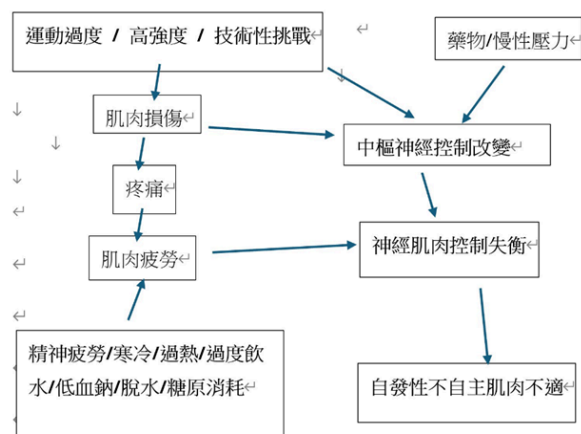 運動過度 / 高強度 / 技術性挑戰
藥物/慢性壓力
肌肉損傷
中樞神經控制改變
疼痛
肌肉疲勞
神經肌肉控制失衡
精神疲勞/寒冷/過熱/過度飲
水/低血鈉/脫水/糖原消耗
自發性不自主肌肉不適